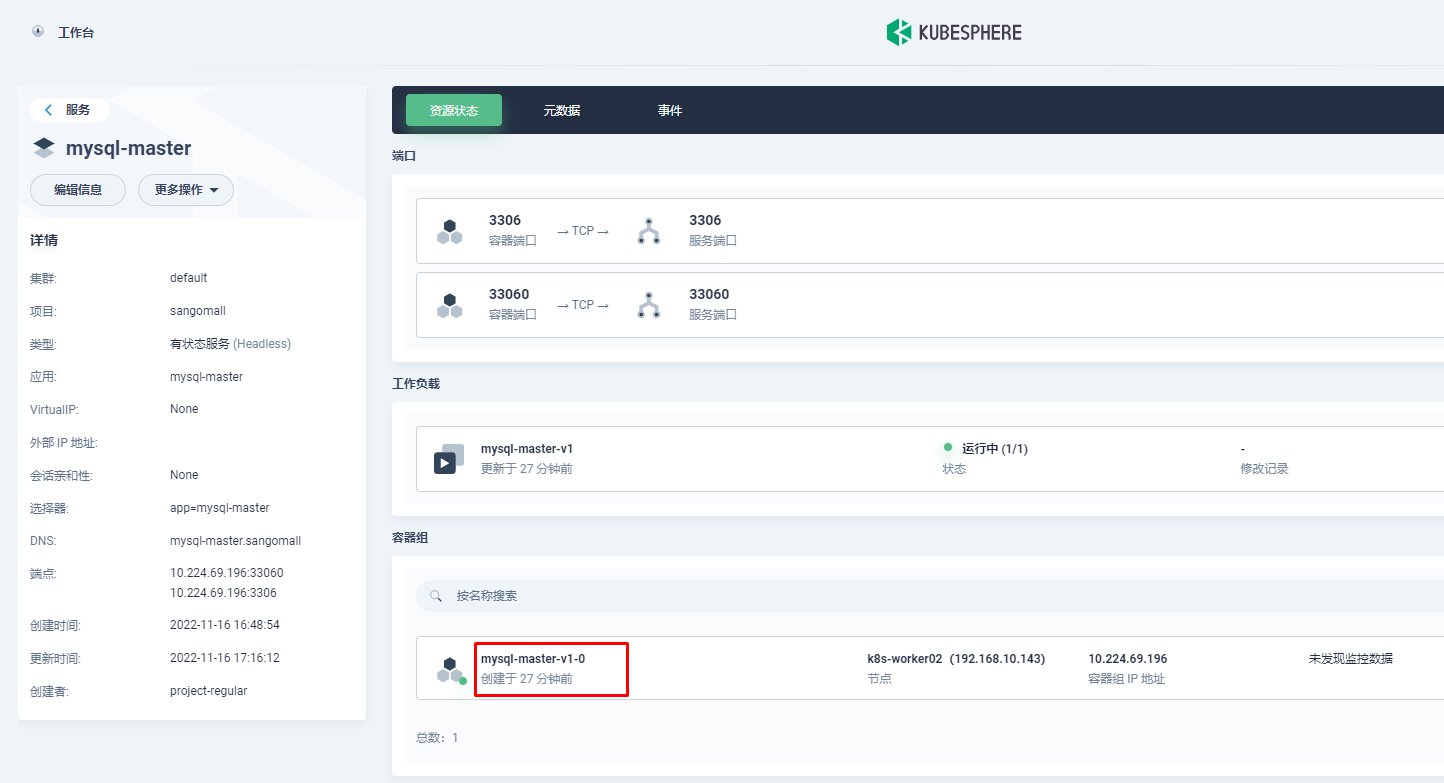 工作台
KUBESPHERE
服务
mysql-master
编辑信息
更多操作
详情
集群: default
项目: sangomall
类型: 有状态服务 (Headless)
应用: mysql-master
VirtualIP: None
外部 IP 地址:
会话亲和性: None
选择器: app=mysql-master
DNS: mysql-master.sangomall
端点: 10.224.69.196:33060
10.224.69.196:3306
创建时间: 2022-11-16 16:48:54
更新时间: 2022-11-16 17:16:12
创建者: project-regular
资源状态 元数据 事件
端口
3306 → TCP → 3306
容器端口 服务端口
33060 → TCP → 33060
容器端口 服务端口
工作负载
mysql-master-v1 运行中 (1/1) -
更新于 27 分钟前 状态 修改记录
容器组
按名称搜索
mysql-master-v1-0 k8s-worker02 (192.168.10.143) 10.224.69.196 未发现监控数据
创建于 27 分钟前 节点 容器组 IP 地址
总数: 1